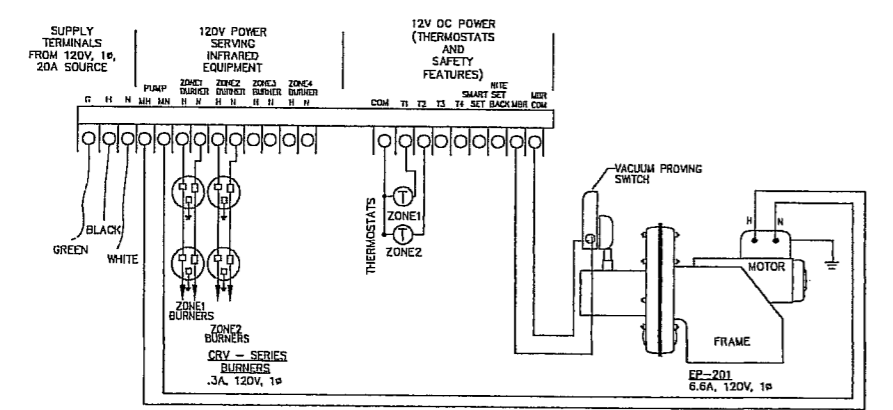 SUPPLY
TERMINALS
FROM 120V, 1ø,
20A SOURCE
120V POWER
SERVING
INFRARED
EQUIPMENT
12V DC POWER
(THERMOSTATS
AND
SAFETY
FEATURES)
PUMP
ZONE1
BURNER
ZONE2
BURNER
ZONE3
BURNER
ZONE4
BURNER
SMART
SET
NITE
SET
BACK
MBR
COM
G H N MH MN H N H N H N H N
COM T1 T2 T3 T4 MBR
GREEN
BLACK
WHITE
ZONE1
BURNERS
ZONE2
BURNERS
CRV - SERIES
BURNERS
.3A, 120V, 1ø
THERMOSTATS
T
ZONE1
T
ZONE2
VACUUM PROVING
SWITCH
H N
MOTOR
FRAME
EP-201
6.6A, 120V, 1ø